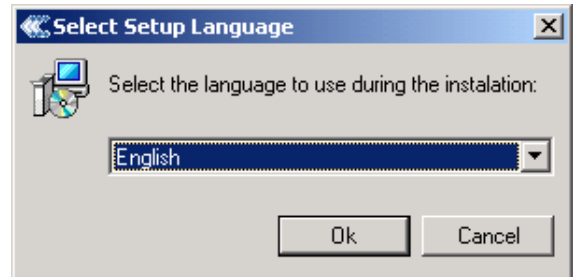 Select Setup Language
Select the language to use during the instalation:
English
Ok Cancel